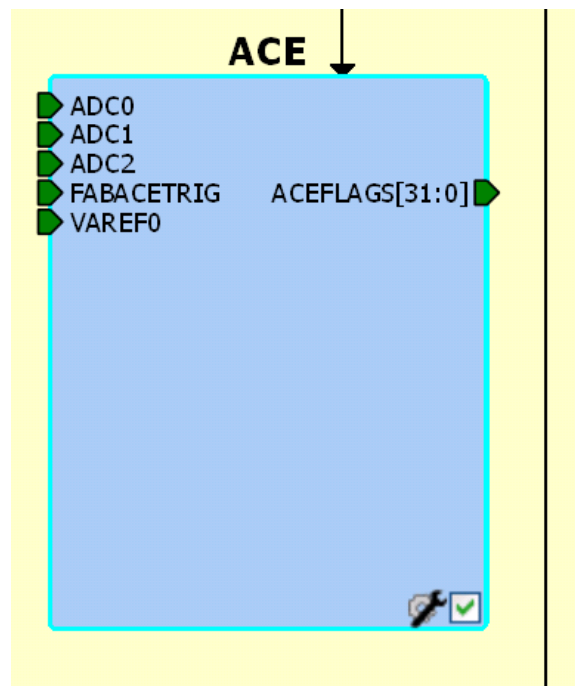 ACE
ADC0
ADC1
ADC2
FABACETRIG ACEFLAGS[31:0]
VAREF0